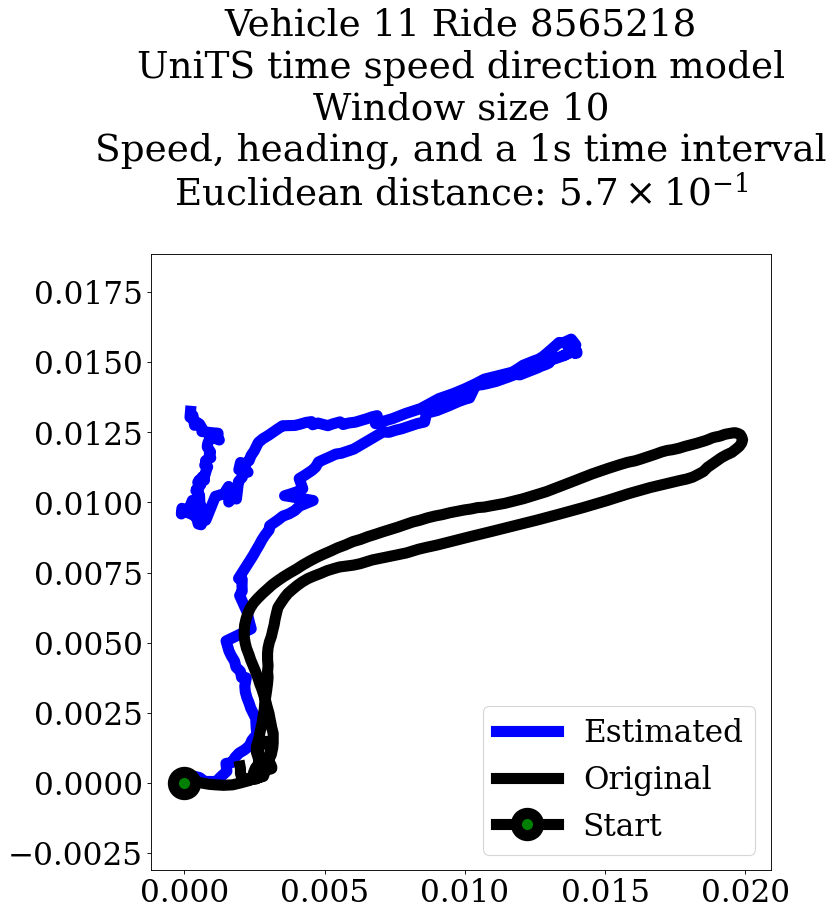 Vehicle 11 Ride 8565218
UniTS time speed direction model
Window size 10
Speed, heading, and a 1s time interval
Euclidean distance: 5.7 × 10⁻¹
0.0175
0.0150
0.0125
0.0100
0.0075
0.0050
0.0025
0.0000
−0.0025
Estimated
Original
Start
0.000 0.005 0.010 0.015 0.020